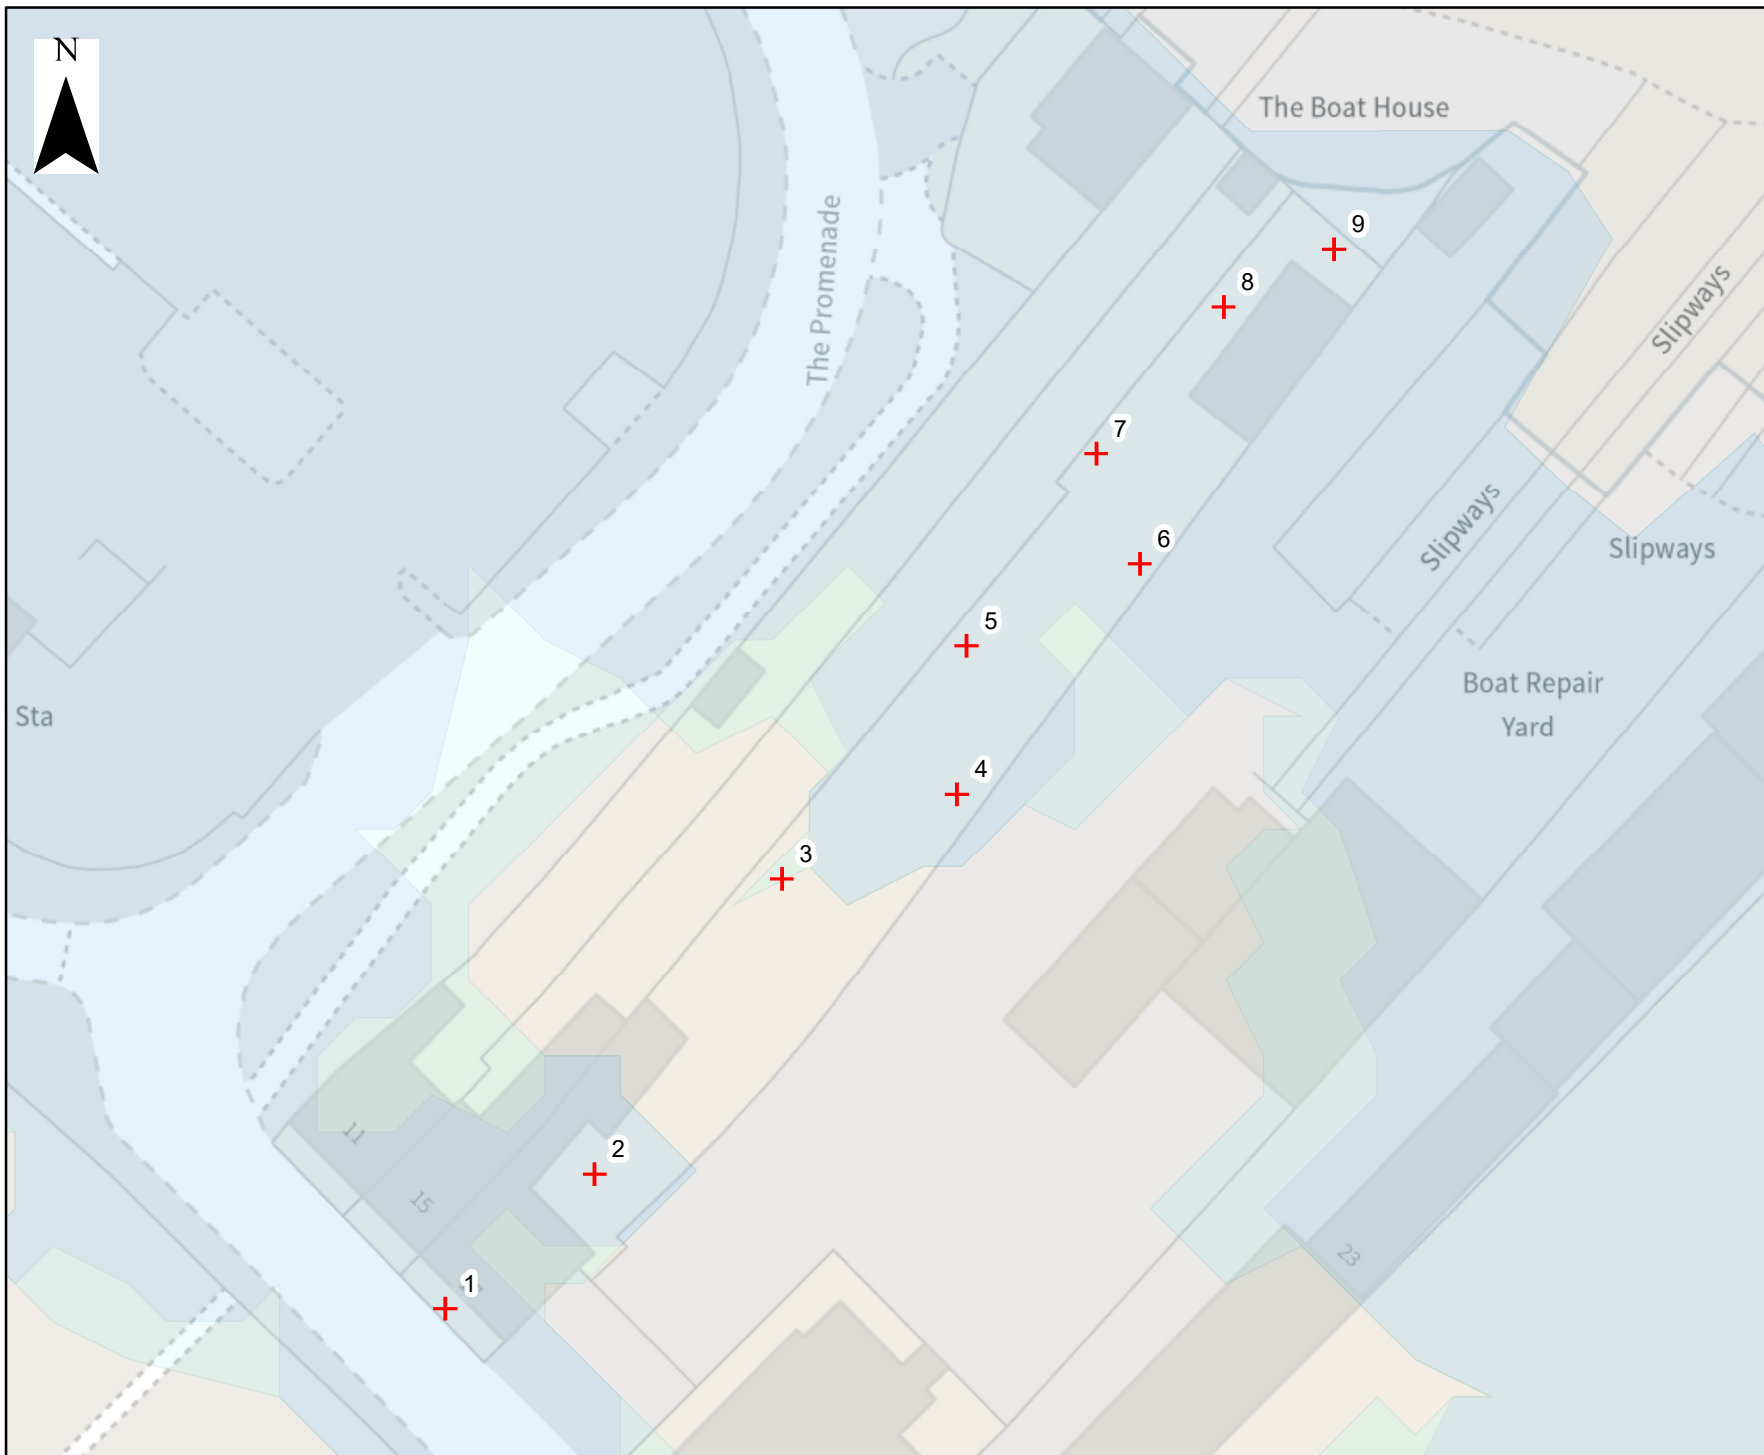 N
The Boat House
The Promenade
9
8
Slipways
7
Slipways
6
Slipways
5
Boat Repair
Yard
Sta
4
3
11
2
15
23
1